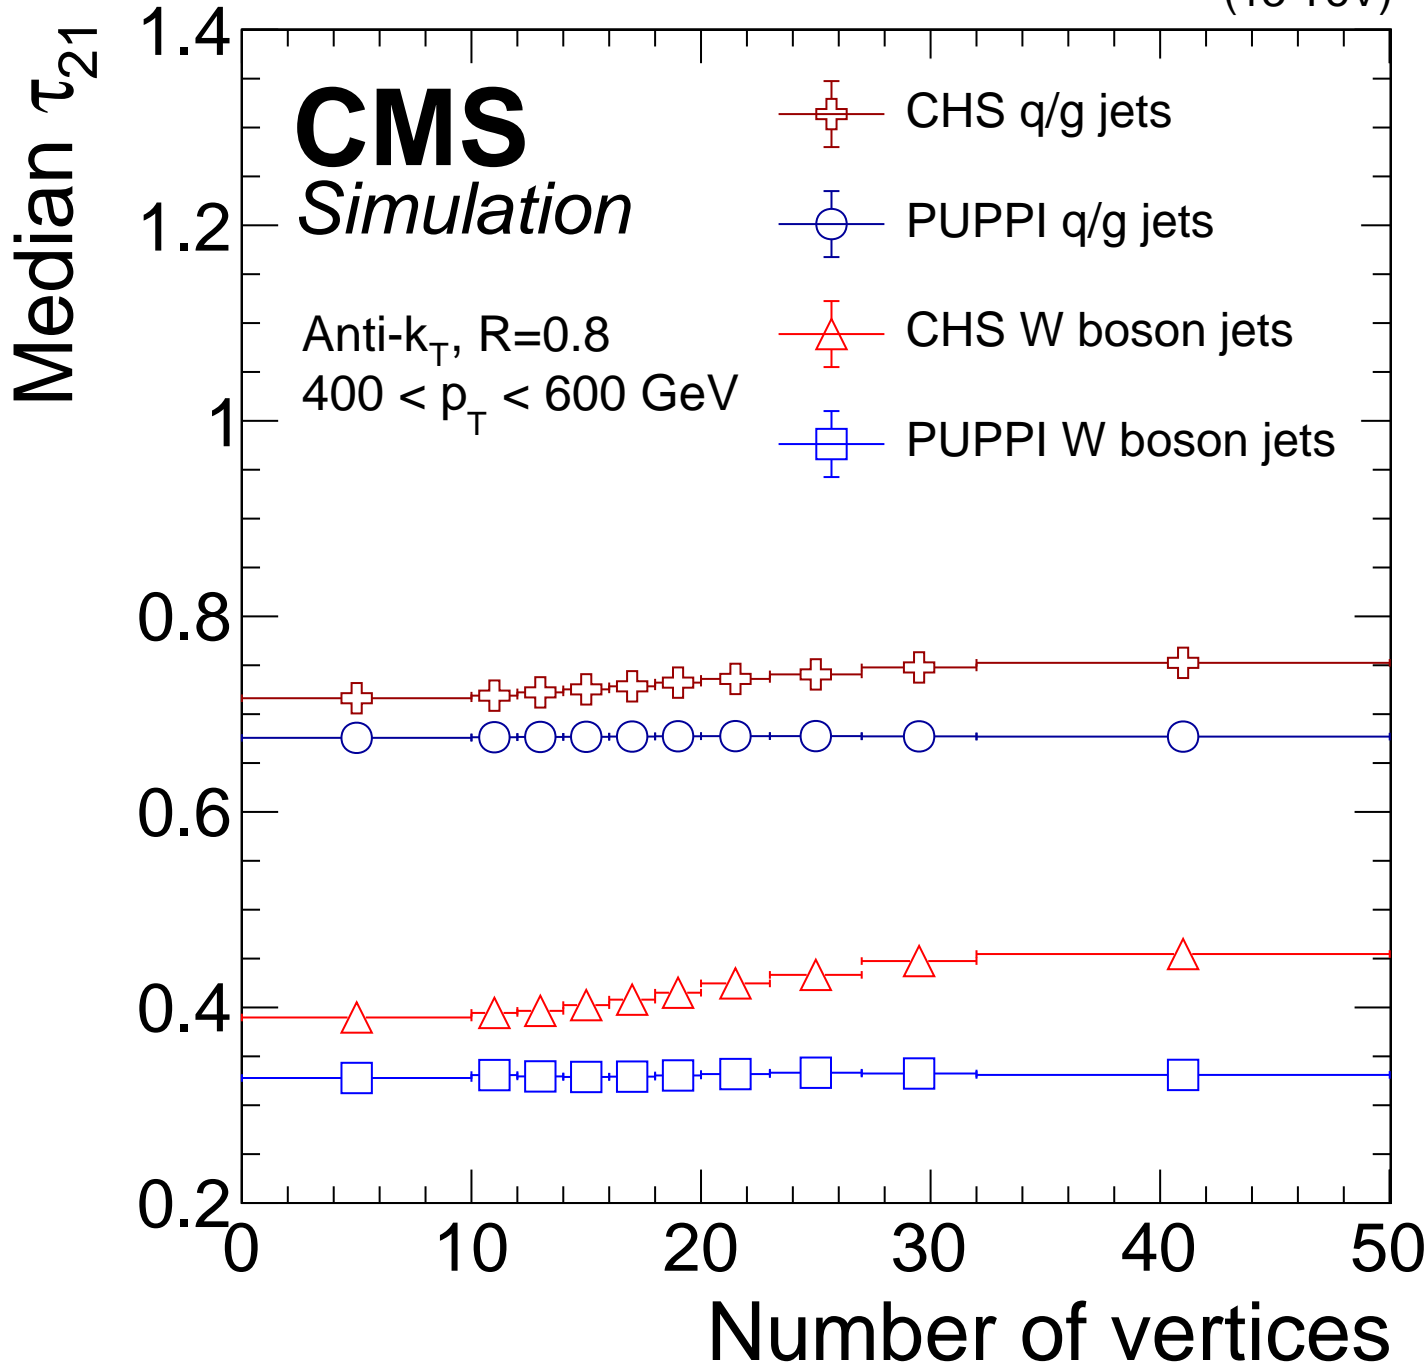 Median τ21
1.4
1.2
1
0.8
0.6
0.4
0.2
CMS
Simulation
Anti-kT, R=0.8
400 < pT < 600 GeV
CHS q/g jets
PUPPI q/g jets
CHS W boson jets
PUPPI W boson jets
0 10 20 30 40 50
Number of vertices